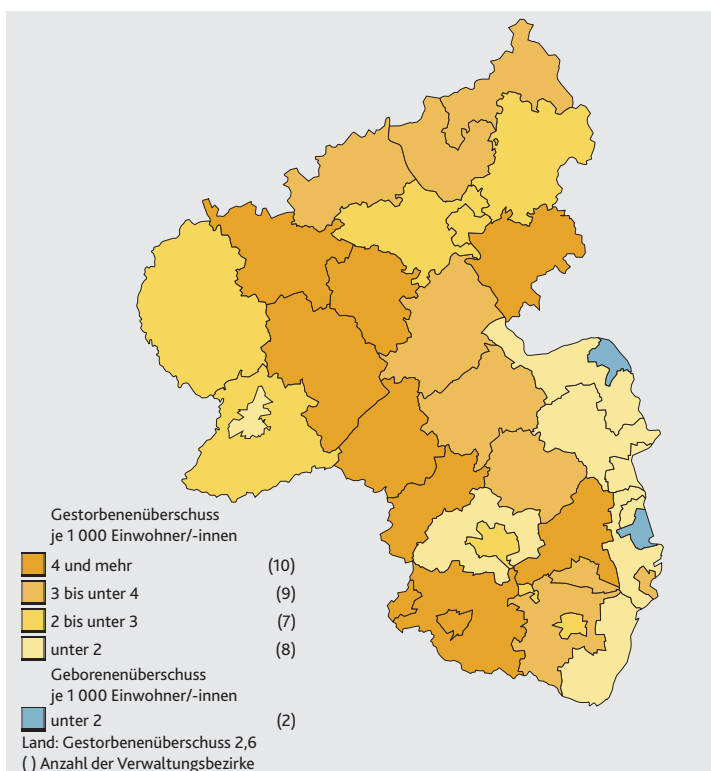 Gestorbenenüberschuss
je 1 000 Einwohner/-innen
4 und mehr (10)
3 bis unter 4 (9)
2 bis unter 3 (7)
unter 2 (8)
Geborenenüberschuss
je 1 000 Einwohner/-innen
unter 2 (2)
Land: Gestorbenenüberschuss 2,6
( ) Anzahl der Verwaltungsbezirke